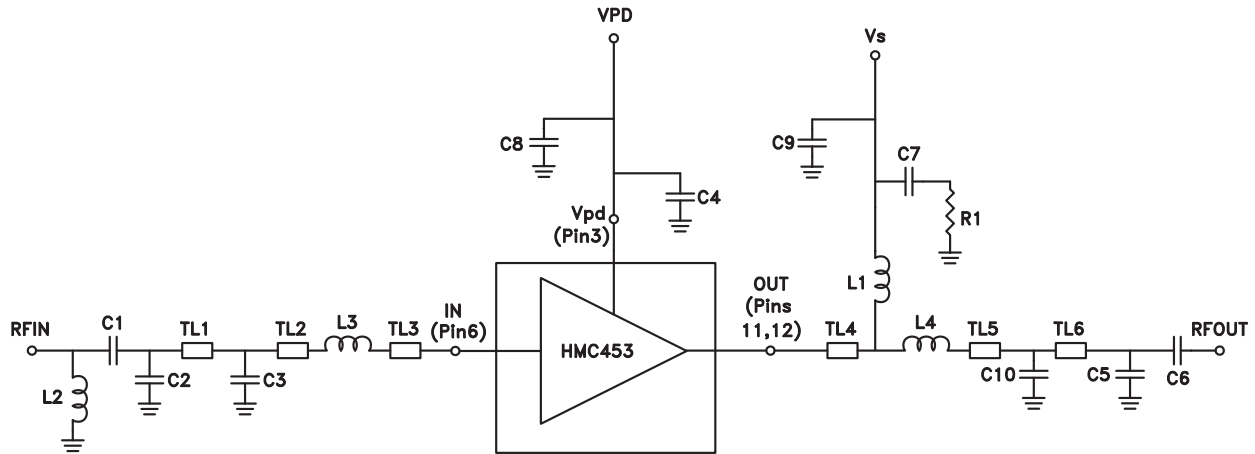 VPD
Vs
C8
C9
C7
C4
R1
Vpd
(Pin3)
L1
OUT
(Pins
11,12)
IN
(Pin6)
RFIN
C1
TL1
TL2
L3
TL3
HMC453
TL4
L4
TL5
TL6
RFOUT
L2
C2
C3
C10
C5
C6